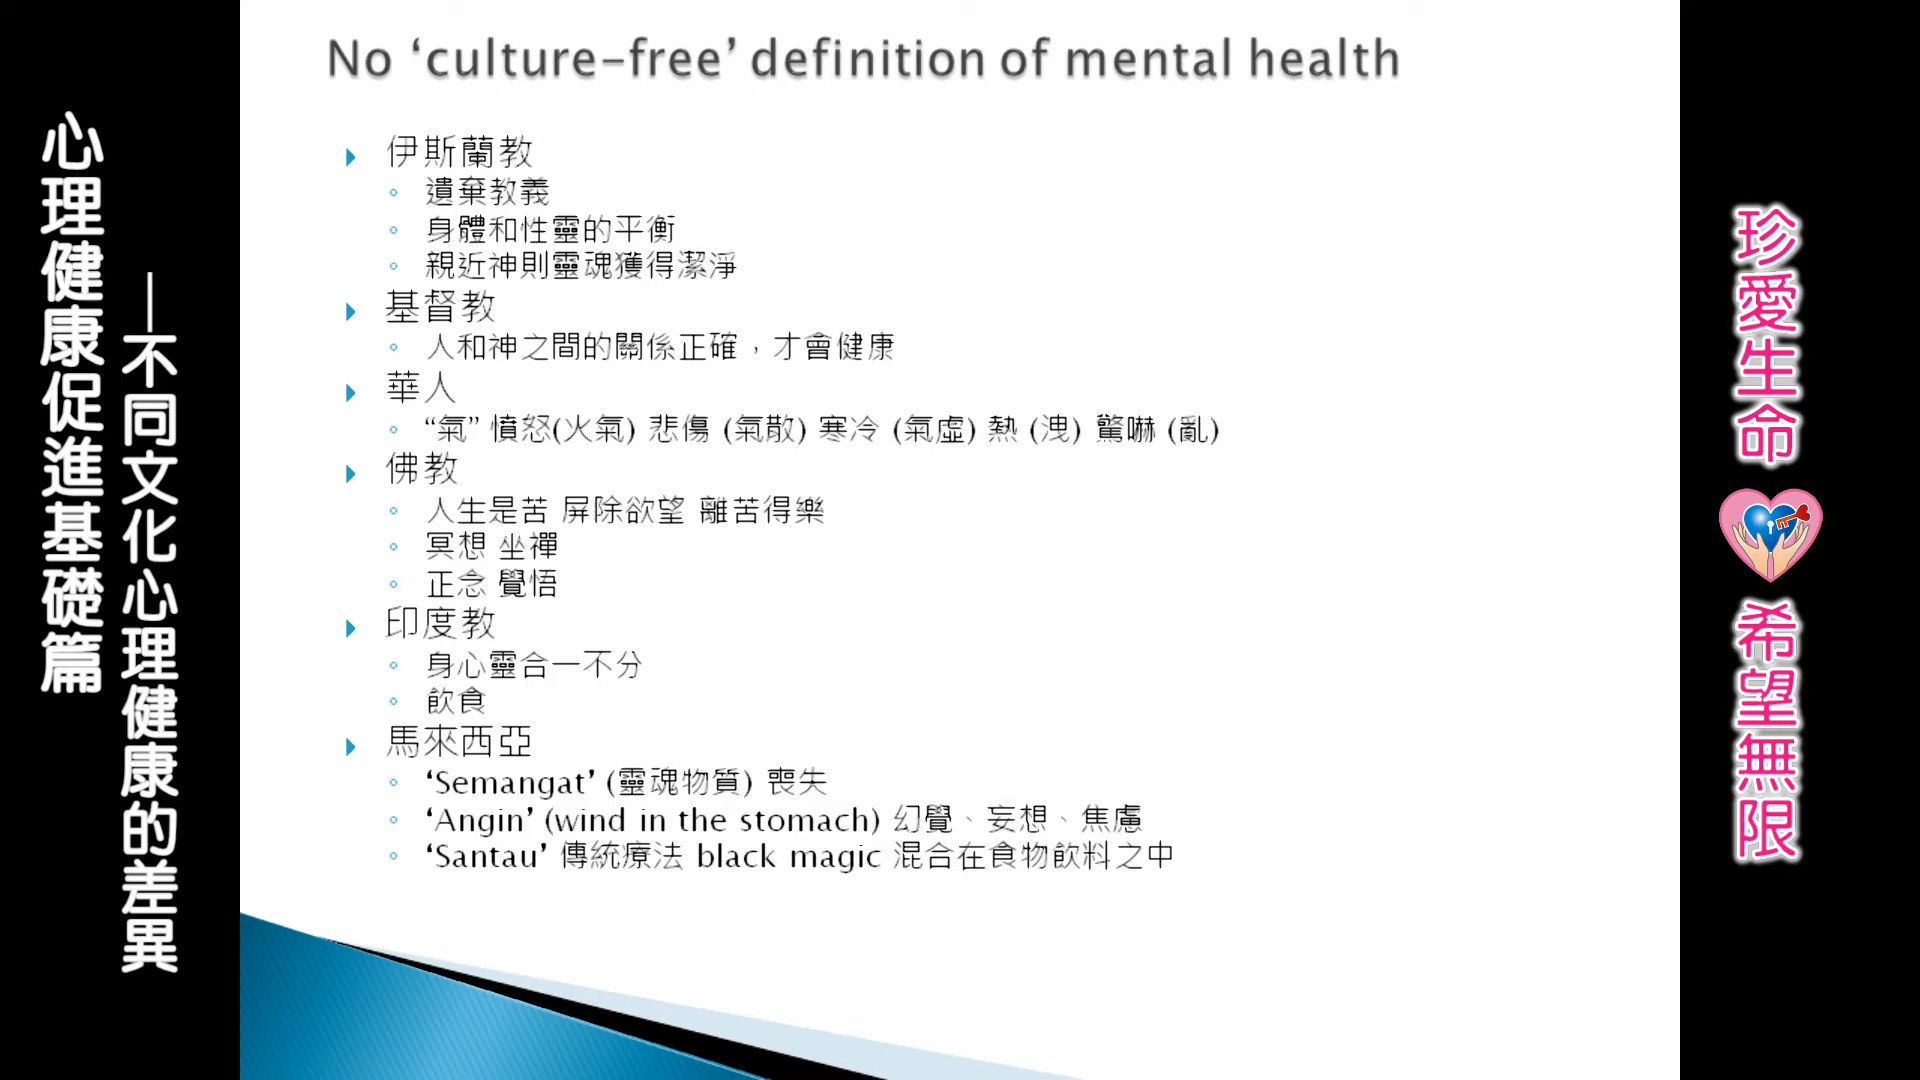 心理健康促進基礎篇
—不同文化心理健康的差異
No ‘culture-free’ definition of mental health
伊斯蘭教
遺棄教義
身體和性靈的平衡
親近神則靈魂獲得潔淨
基督教
人和神之間的關係正確，才會健康
華人
“氣” 憤怒(火氣) 悲傷 (氣散) 寒冷 (氣虛) 熱 (洩) 驚嚇 (亂)
佛教
人生是苦 屏除欲望 離苦得樂
冥想 坐禪
正念 覺悟
印度教
身心靈合一不分
飲食
馬來西亞
‘Semangat’ (靈魂物質) 喪失
‘Angin’ (wind in the stomach) 幻覺、妄想、焦慮
‘Santau’ 傳統療法 black magic 混合在食物飲料之中
珍愛生命
希望無限